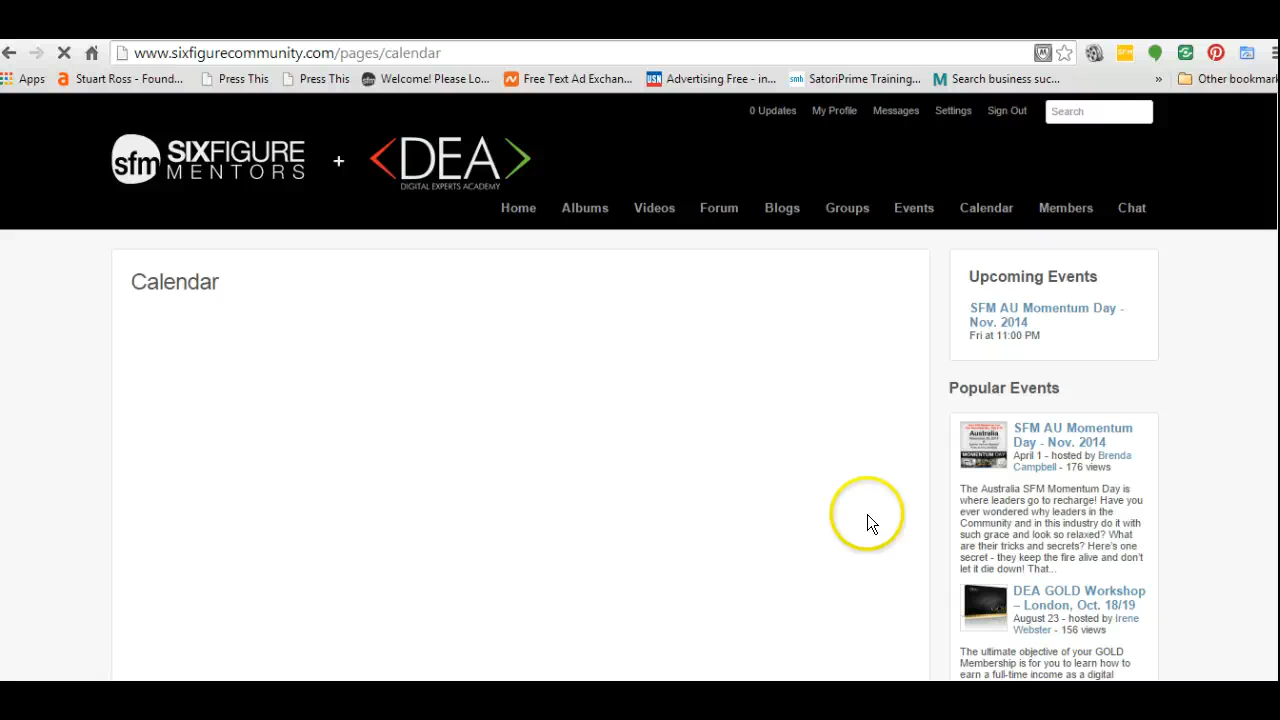 www.sixfigurecommunity.com/pages/calendar
Apps Stuart Ross - Found... Press This Press This Welcome! Please Lo... Free Text Ad Exchan... Advertising Free - in... SatoriPrime Training... Search business suc... » Other bookmark
0 Updates My Profile Messages Settings Sign Out Search
sfm SIXFIGURE MENTORS + <DEA> DIGITAL EXPERTS ACADEMY
Home Albums Videos Forum Blogs Groups Events Calendar Members Chat
Calendar
Upcoming Events
SFM AU Momentum Day -
Nov. 2014
Fri at 11:00 PM
Popular Events
SFM AU Momentum
Day - Nov. 2014
April 1 - hosted by Brenda
Campbell - 176 views
Australia
MOMENTUM DAY
The Australia SFM Momentum Day is
where leaders go to recharge! Have you
ever wondered why leaders in the
Community and in this industry do it with
such grace and look so relaxed? What
are their tricks and secrets? Here's one
secret - they keep the fire alive and don't
let it die down! That...
DEA GOLD Workshop
– London, Oct. 18/19
August 23 - hosted by Irene
Webster - 156 views
The ultimate objective of your GOLD
Membership is for you to learn how to
earn a full-time income as a digital